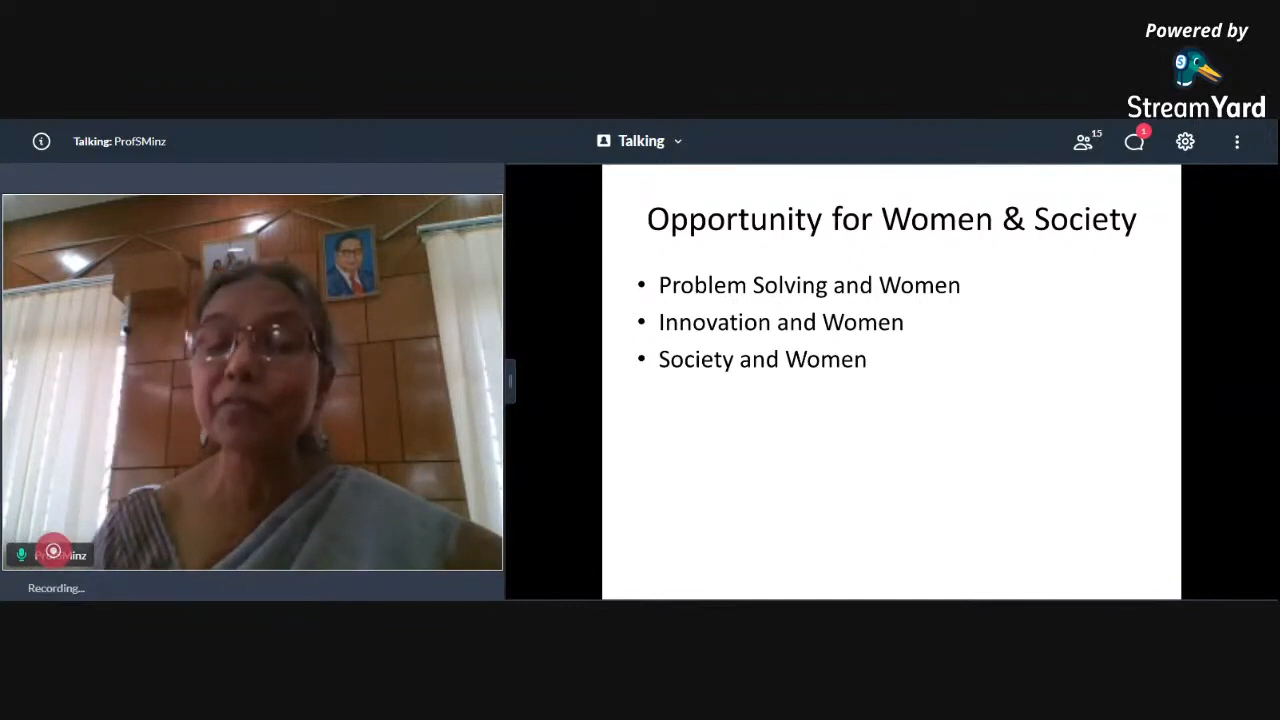 Powered by
StreamYard
Talking: ProfSMinz
Talking
15
1
Opportunity for Women & Society
• Problem Solving and Women
• Innovation and Women
• Society and Women
ProfSMinz
Recording...